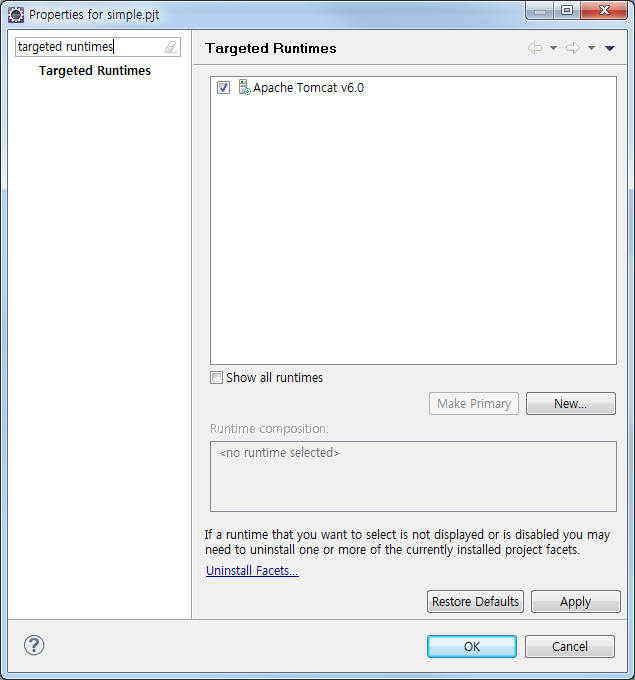 Properties for simple.pjt
targeted runtimes
Targeted Runtimes
Targeted Runtimes
Apache Tomcat v6.0
Show all runtimes
Make Primary
New...
Runtime composition:
<no runtime selected>
If a runtime that you want to select is not displayed or is disabled you may
need to uninstall one or more of the currently installed project facets.
Uninstall Facets...
Restore Defaults
Apply
OK
Cancel